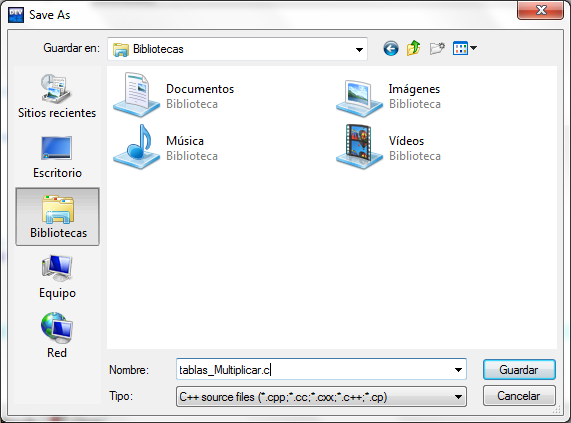 DEV
Save As
Guardar en:
Bibliotecas
Sitios recientes
Escritorio
Bibliotecas
Equipo
Red
Documentos
Biblioteca
Imágenes
Biblioteca
Música
Biblioteca
Vídeos
Biblioteca
Nombre:
tablas_Multiplicar.c
Guardar
Tipo:
C++ source files (*.cpp;*.cc;*.cxx;*.c++;*.cp)
Cancelar